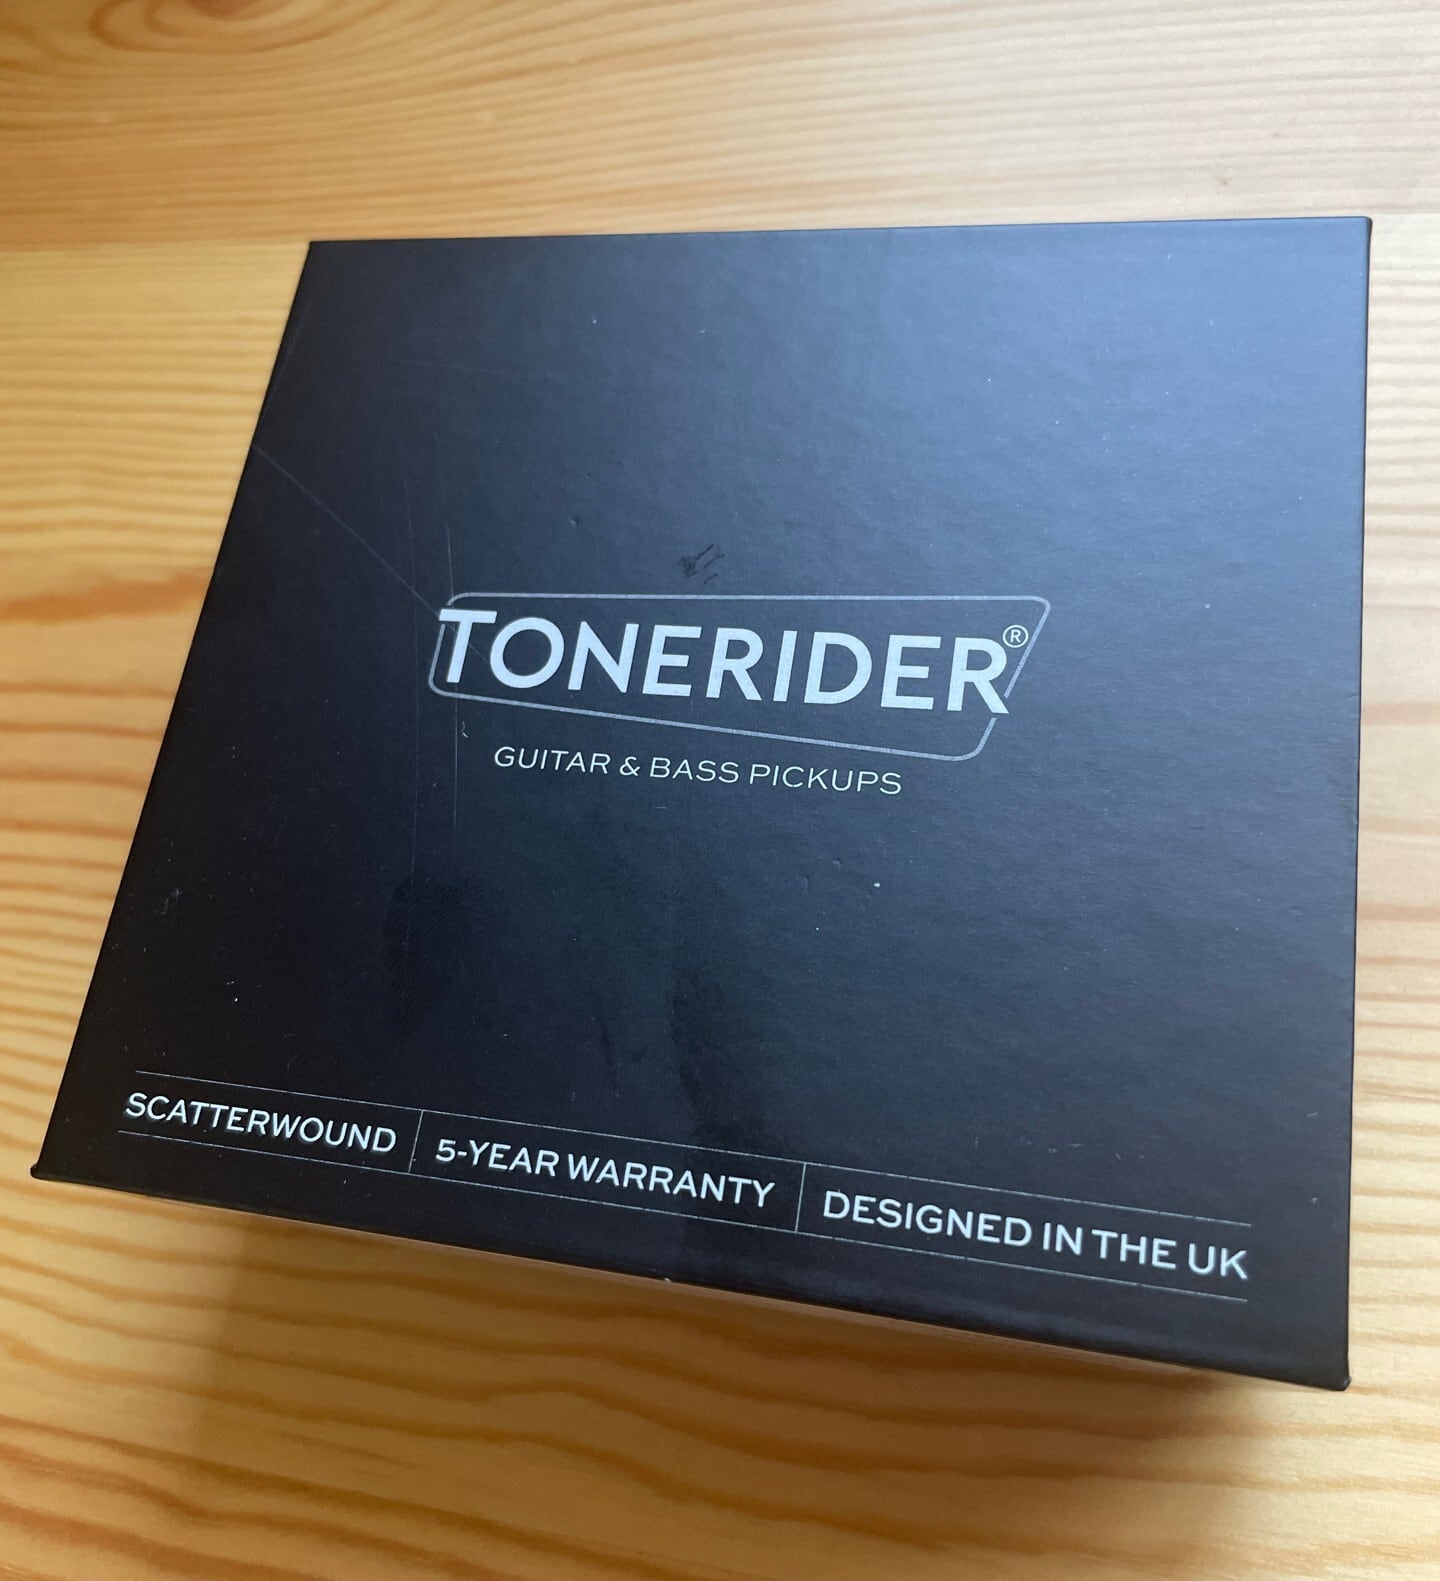 TONERIDER®
GUITAR & BASS PICKUPS
SCATTERWOUND | 5-YEAR WARRANTY | DESIGNED IN THE UK